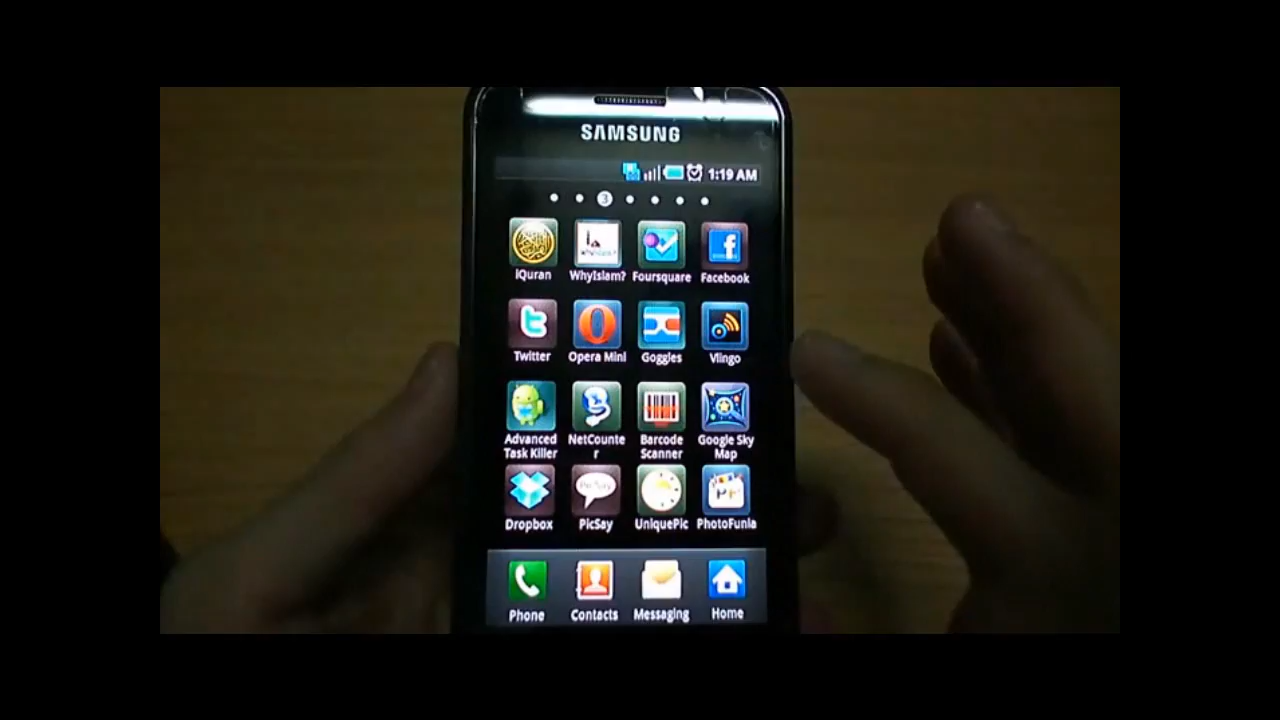 SAMSUNG
1:19 AM
3
iQuran WhyIslam? Foursquare Facebook
Twitter Opera Mini Goggles Vlingo
Advanced Task Killer NetCounter Barcode Scanner Google Sky Map
Dropbox PicSay UniquePic PhotoFunia
Phone Contacts Messaging Home